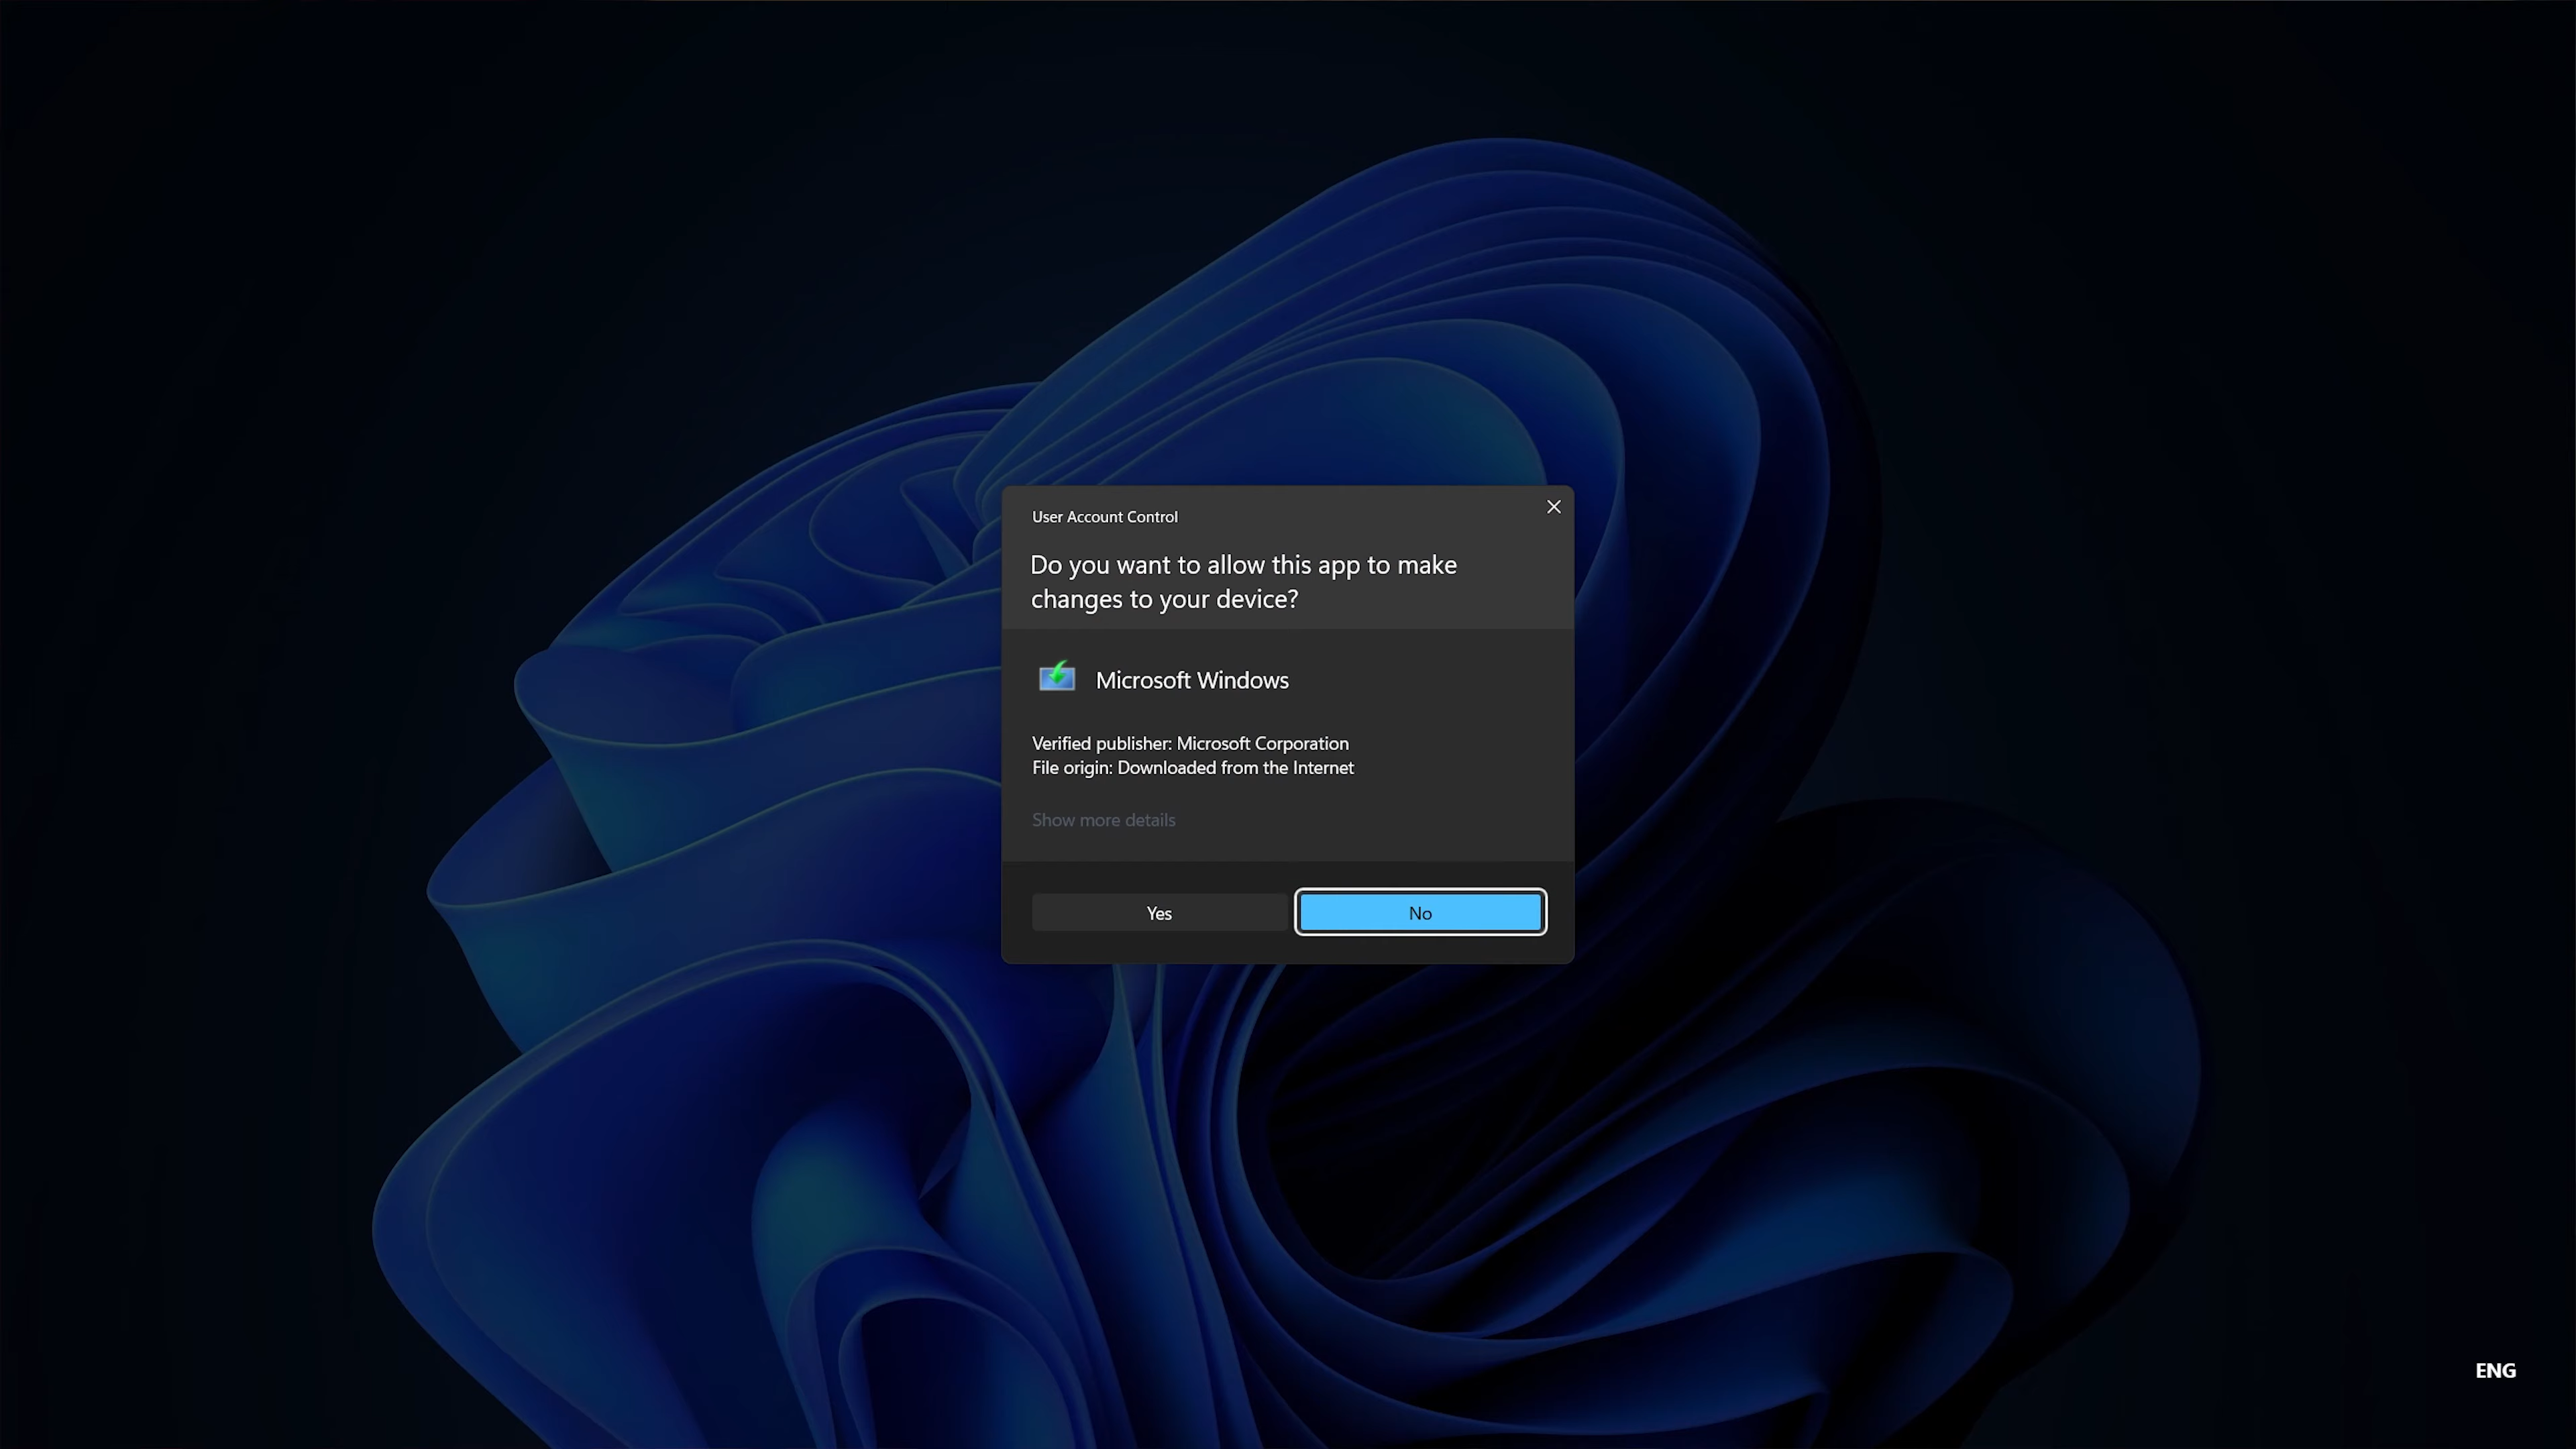 User Account Control
Do you want to allow this app to make
changes to your device?
Microsoft Windows
Verified publisher: Microsoft Corporation
File origin: Downloaded from the Internet
Show more details
Yes
No
ENG